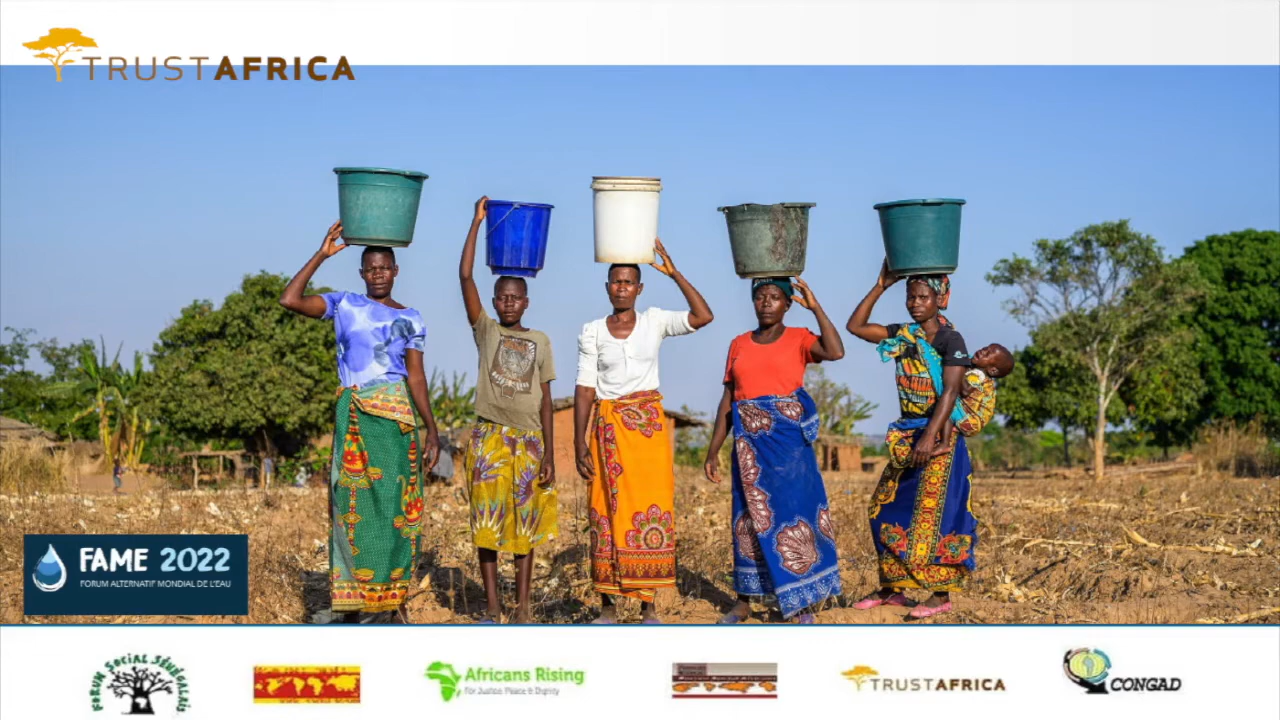 TRUSTAFRICA
FAME 2022
FORUM ALTERNATIF MONDIAL DE L'EAU
FORUM SOCIAL SÉNÉGALAIS
Africans Rising
For Justice, Peace & Dignity
TRUSTAFRICA
CONGAD